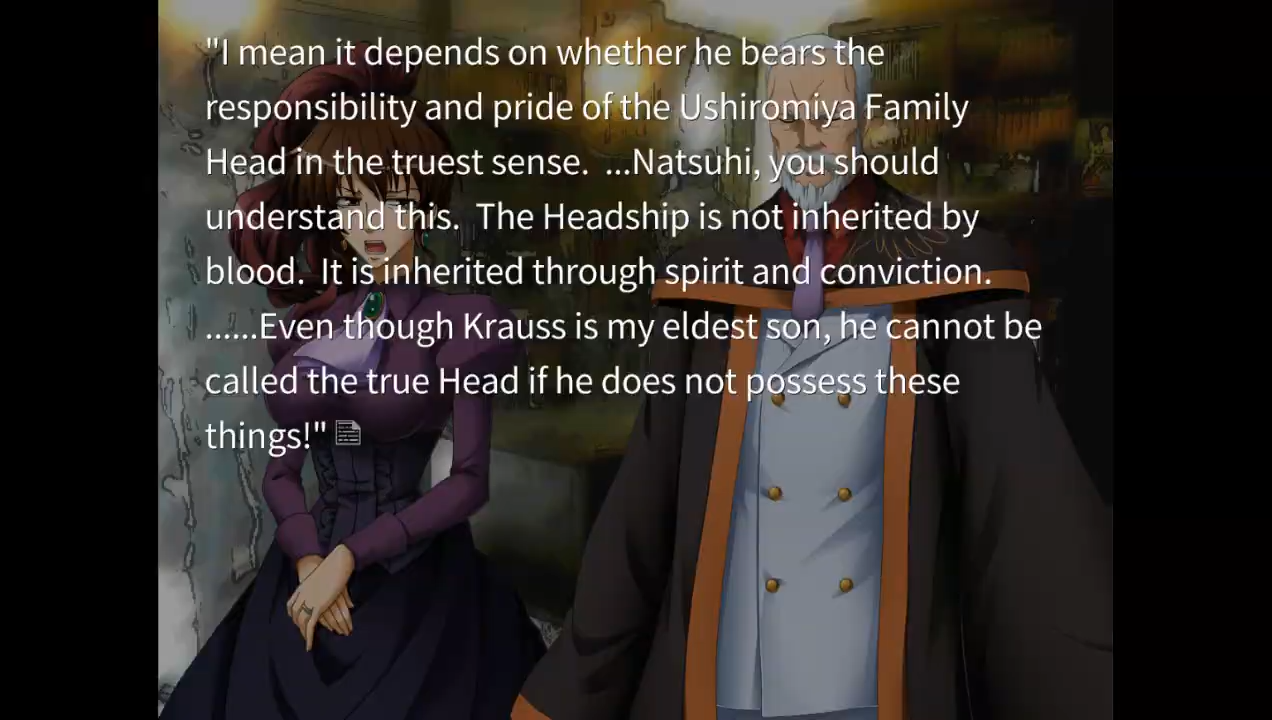 "I mean it depends on whether he bears the
responsibility and pride of the Ushiromiya Family
Head in the truest sense.  ...Natsuhi, you should
understand this.  The Headship is not inherited by
blood.  It is inherited through spirit and conviction.
......Even though Krauss is my eldest son, he cannot be
called the true Head if he does not possess these
things!"